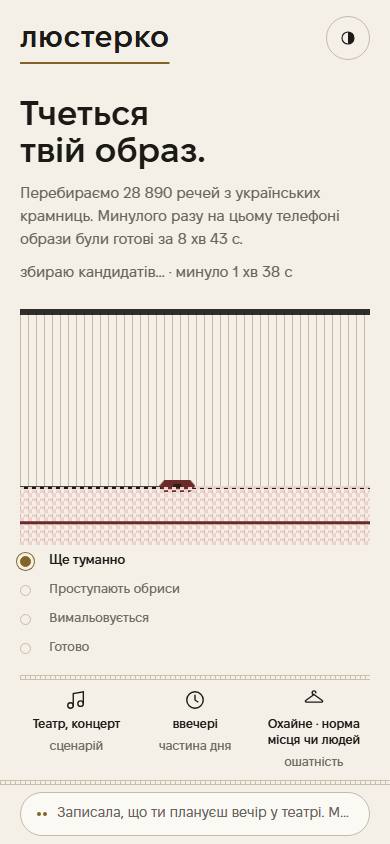 люстерко
Тчеться
твій образ.
Перебираємо 28 890 речей з українських
крамниць. Минулого разу на цьому телефоні
образи були готові за 8 хв 43 с.
збираю кандидатів… · минуло 1 хв 38 с
Ще туманно
Проступають обриси
Вимальовується
Готово
Театр, концерт
сценарій
ввечері
частина дня
Охайне · норма
місця чи людей
ошатність
Записала, що ти плануєш вечір у театрі. М…